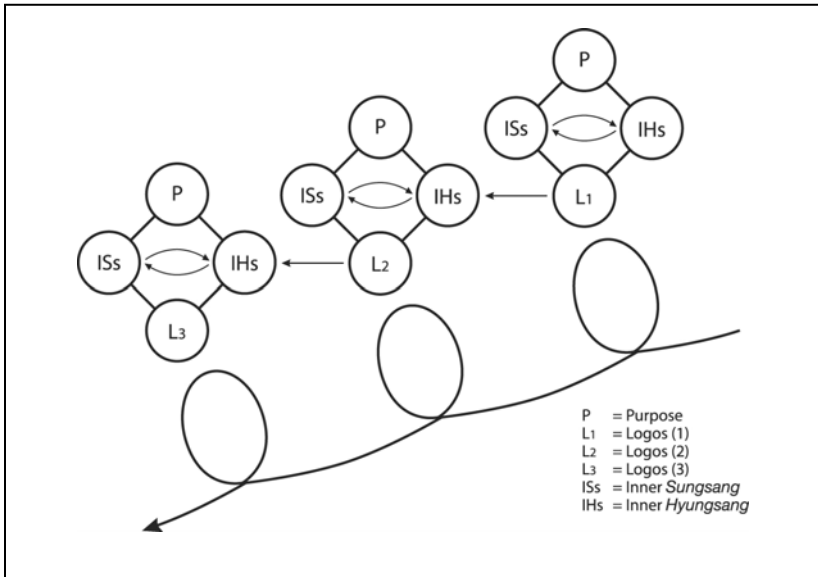 P
ISs
IHs
L1
P
ISs
IHs
L2
P
ISs
IHs
L3
P = Purpose
L1 = Logos (1)
L2 = Logos (2)
L3 = Logos (3)
ISs = Inner Sungsang
IHs = Inner Hyungsang